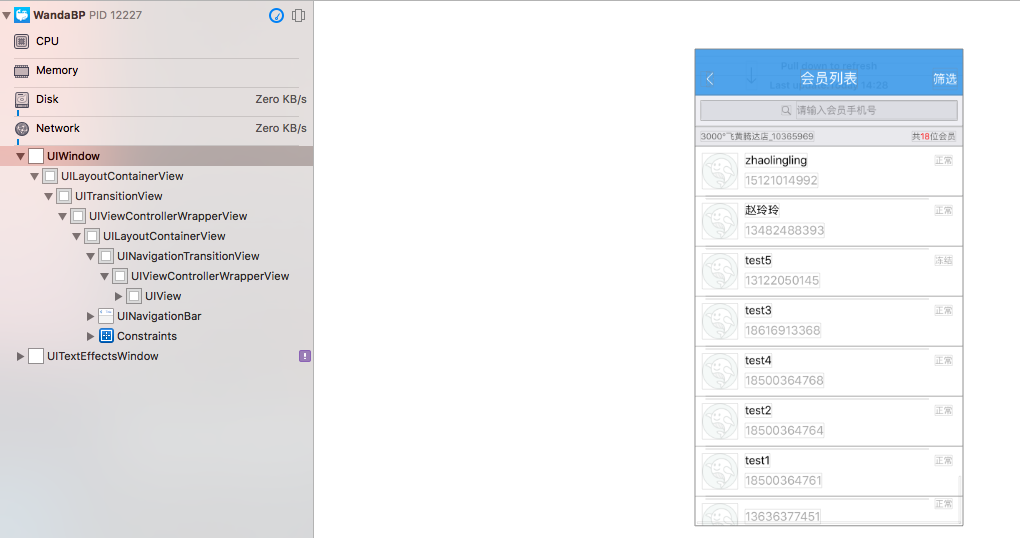 WandaBP PID 12227
CPU
Memory
Disk Zero KB/s
Network Zero KB/s
UIWindow
UILayoutContainerView
UITransitionView
UIViewControllerWrapperView
UILayoutContainerView
UINavigationTransitionView
UIViewControllerWrapperView
UIView
UINavigationBar
Constraints
UITextEffectsWindow
Pull down to refresh
会员列表 筛选
14:28
请输入会员手机号
3000°飞黄腾达店_10365969 共18位会员
zhaolingling 正常
15121014992
赵玲玲 正常
13482488393
test5 冻结
13122050145
test3 正常
18616913368
test4 正常
18500364768
test2 正常
18500364764
test1 正常
18500364761
正常
13636377451